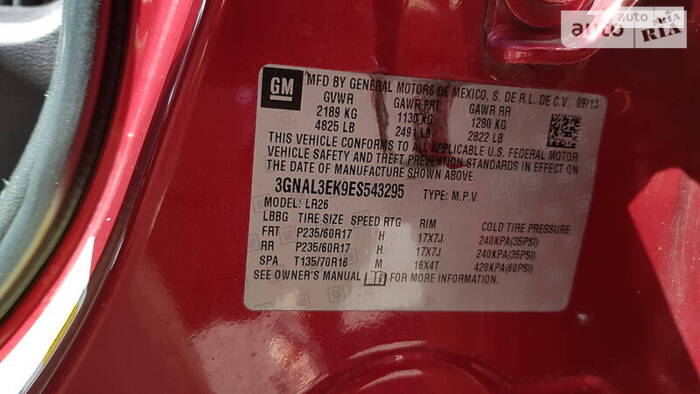 auto RIA
auto RIA
GM
MFD BY GENERAL MOTORS DE MEXICO, S. DE R.L. DE C.V. 09/13
GVWR GAWR FRT GAWR RR
2189 KG 1130 KG 1280 KG
4825 LB 2491 LB 2822 LB
THIS VEHICLE CONFORMS TO ALL APPLICABLE U.S. FEDERAL MOTOR
VEHICLE SAFETY AND THEFT PREVENTION STANDARDS IN EFFECT ON
THE DATE OF MANUFACTURE SHOWN ABOVE.
3GNAL3EK9ES543295 TYPE: M.P.V.
MODEL: LR26
LBBG TIRE SIZE SPEED RTG RIM COLD TIRE PRESSURE
FRT P235/60R17 H 17X7J 240KPA(35PSI)
RR P235/60R17 H 17X7J 240KPA(35PSI)
SPA T135/70R16 M 16X4T 420KPA(60PSI)
SEE OWNER'S MANUAL FOR MORE INFORMATION.